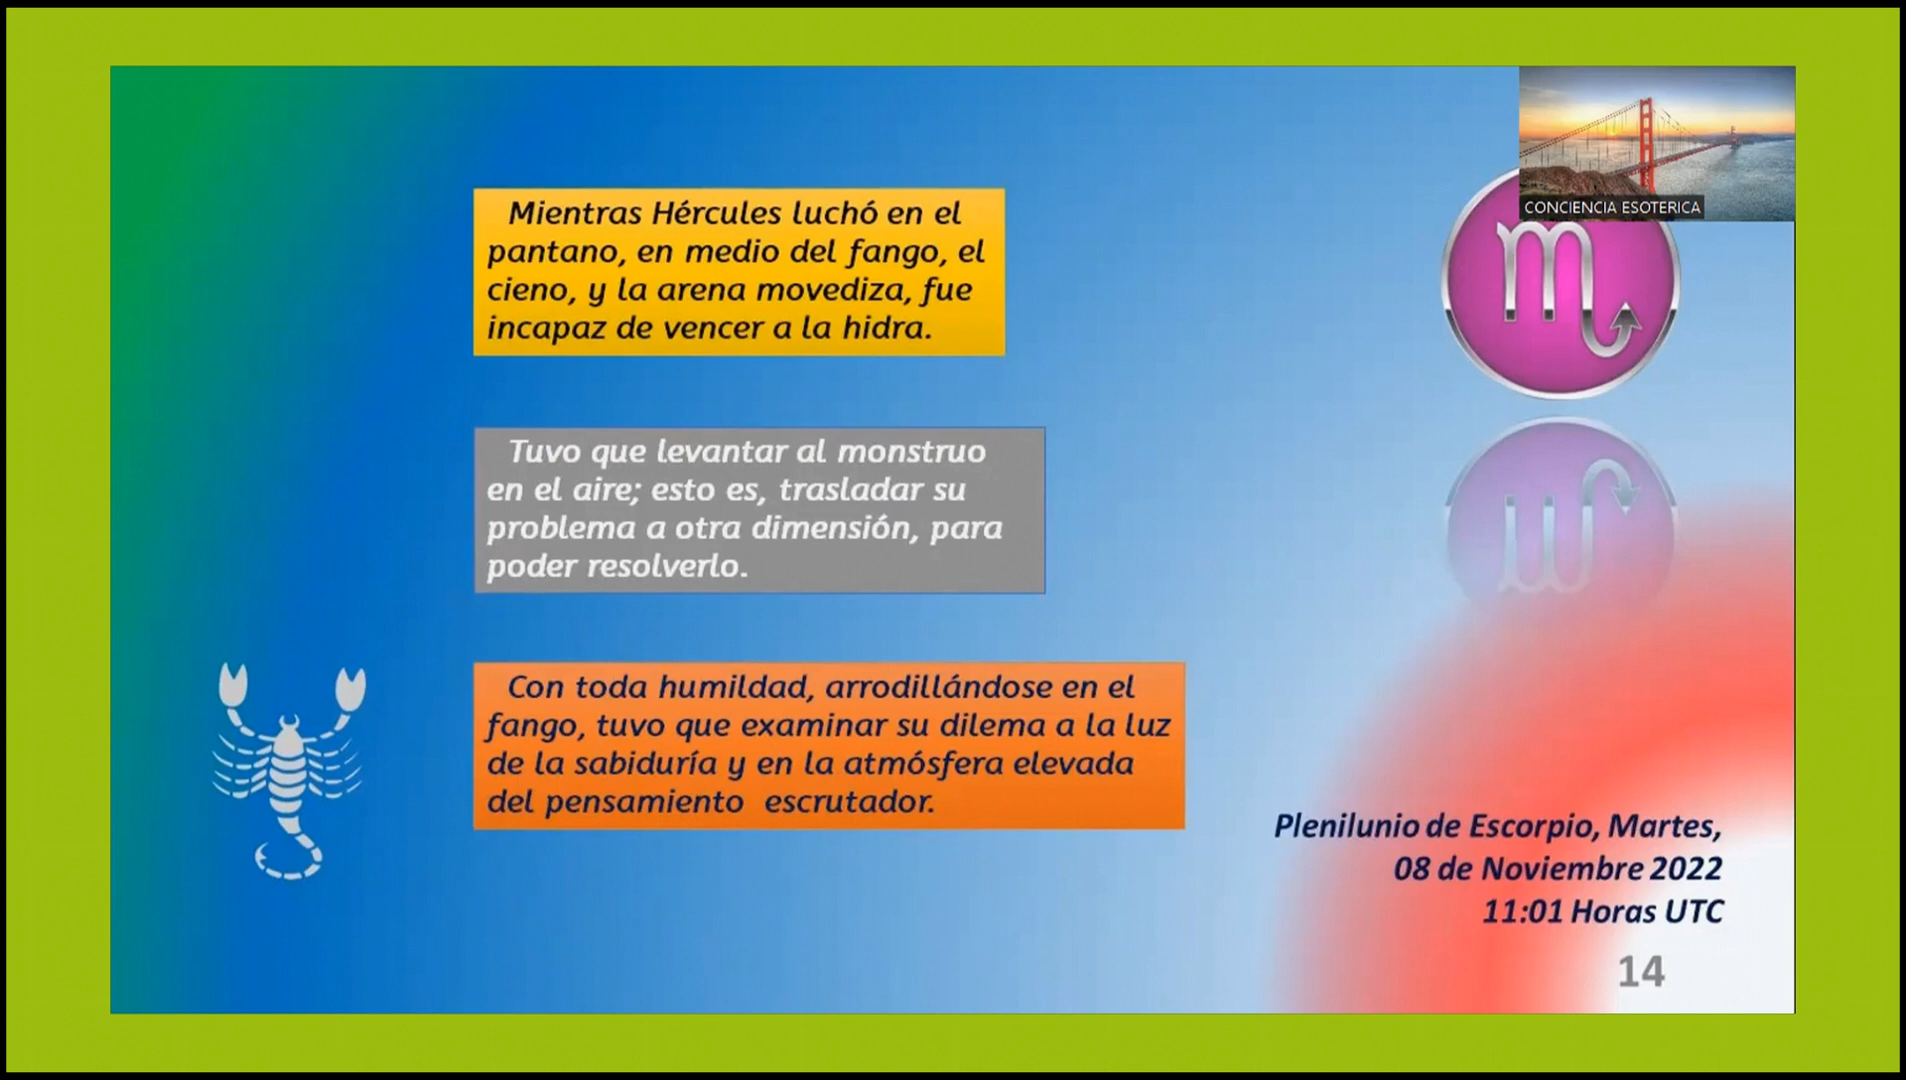 CONCIENCIA ESOTERICA
Mientras Hércules luchó en el
pantano, en medio del fango, el
cieno, y la arena movediza, fue
incapaz de vencer a la hidra.
Tuvo que levantar al monstruo
en el aire; esto es, trasladar su
problema a otra dimensión, para
poder resolverlo.
Con toda humildad, arrodillándose en el
fango, tuvo que examinar su dilema a la luz
de la sabiduría y en la atmósfera elevada
del pensamiento escrutador.
Plenilunio de Escorpio, Martes,
08 de Noviembre 2022
11:01 Horas UTC
14